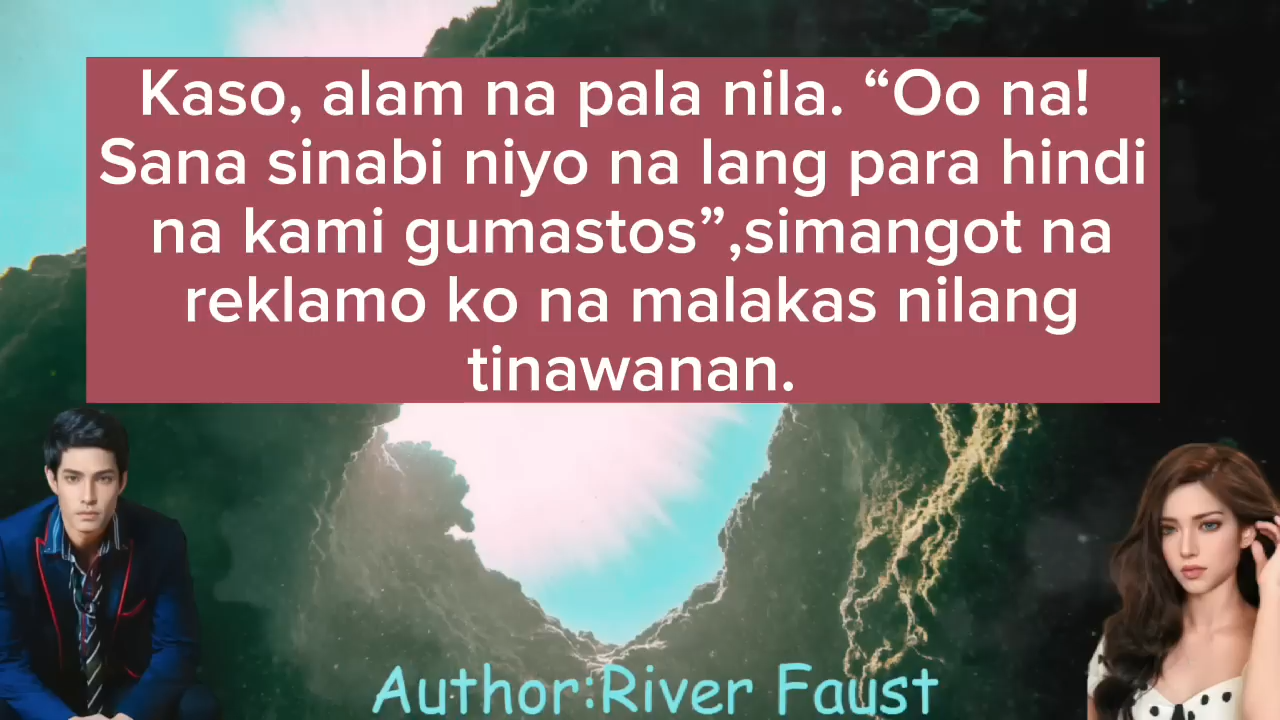 Kaso, alam na pala nila. “Oo na!
Sana sinabi niyo na lang para hindi
na kami gumastos”,simangot na
reklamo ko na malakas nilang
tinawanan.
Author:River Faust